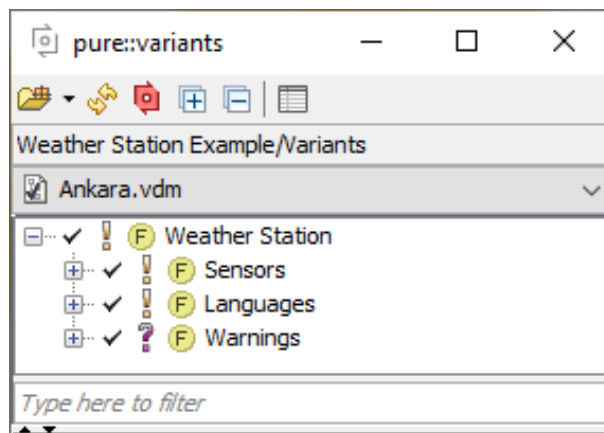 pure::variants
Weather Station Example/Variants
Ankara.vdm
F Weather Station
F Sensors
F Languages
F Warnings
Type here to filter